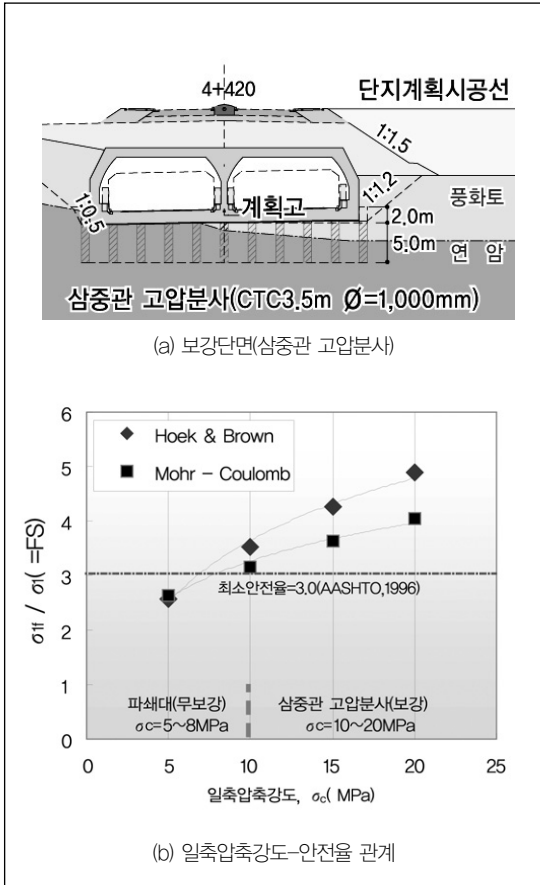 4+420
단지계획시공선
1:1.5
1:1.2
1:0.5
계획고
풍화토
2.0m
5.0m
연 암
삼중관 고압분사(CTC3.5m Ø=1,000mm)
(a) 보강단면(삼중관 고압분사)
6
5
4
3
2
1
0
σ1f / σ1( =FS)
Hoek & Brown
Mohr - Coulomb
최소안전율=3.0(AASHTO,1996)
파쇄대(무보강)
σc=5~8MPa
삼중관 고압분사(보강)
σc=10~20MPa
0 5 10 15 20 25
일축압축강도, σc( MPa)
(b) 일축압축강도-안전율 관계